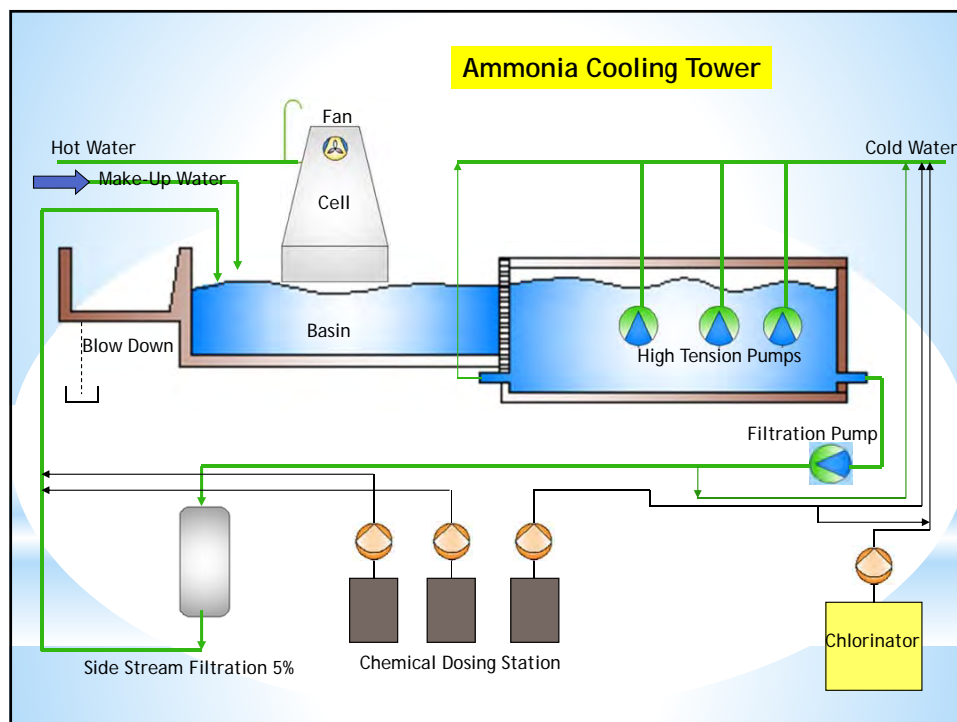 Ammonia Cooling Tower
Fan
Hot Water
Cold Water
Make-Up Water
Cell
Basin
Blow Down
High Tension Pumps
Filtration Pump
Side Stream Filtration 5%
Chemical Dosing Station
Chlorinator